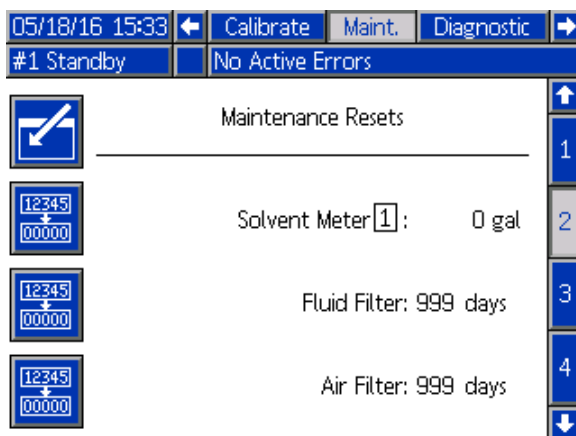 05/18/16 15:33 Calibrate Maint. Diagnostic
#1 Standby No Active Errors
Maintenance Resets
1
12345
00000
Solvent Meter 1 : 0 gal
2
12345
00000
Fluid Filter: 999 days
3
12345
00000
Air Filter: 999 days
4